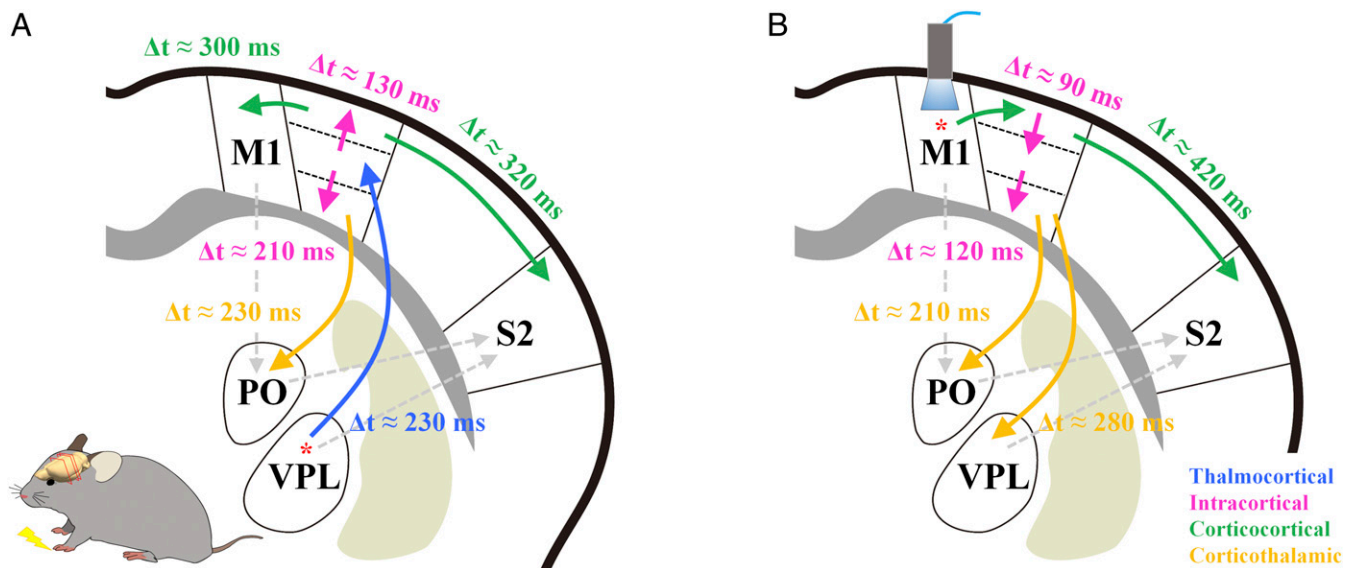 A
Δt ≈ 300 ms
Δt ≈ 130 ms
Δt ≈ 320 ms
M1
Δt ≈ 210 ms
Δt ≈ 230 ms
S2
PO
Δt ≈ 230 ms
*
VPL
B
Δt ≈ 90 ms
Δt ≈ 420 ms
*
M1
Δt ≈ 120 ms
Δt ≈ 210 ms
S2
PO
Δt ≈ 280 ms
VPL
Thalmocortical
Intracortical
Corticocortical
Corticothalamic